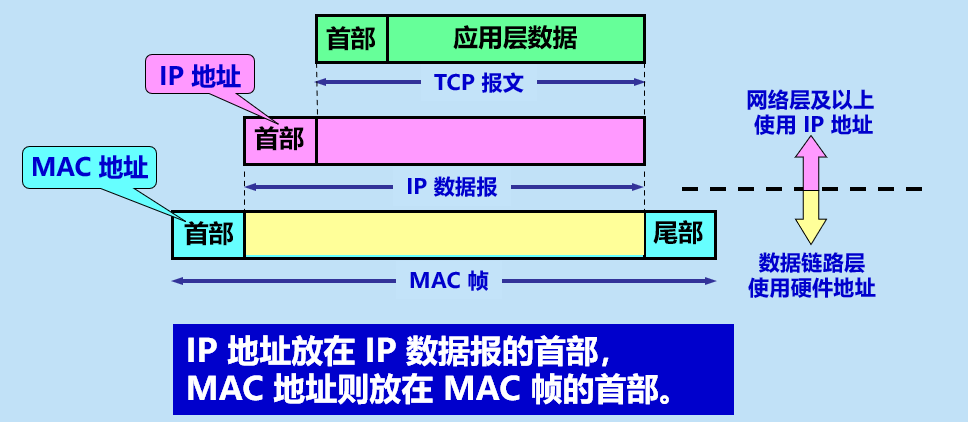 首部 应用层数据
TCP 报文
IP 地址
首部
IP 数据报
MAC 地址
首部 尾部
MAC 帧
网络层及以上
使用 IP 地址
数据链路层
使用硬件地址
IP 地址放在 IP 数据报的首部，
MAC 地址则放在 MAC 帧的首部。